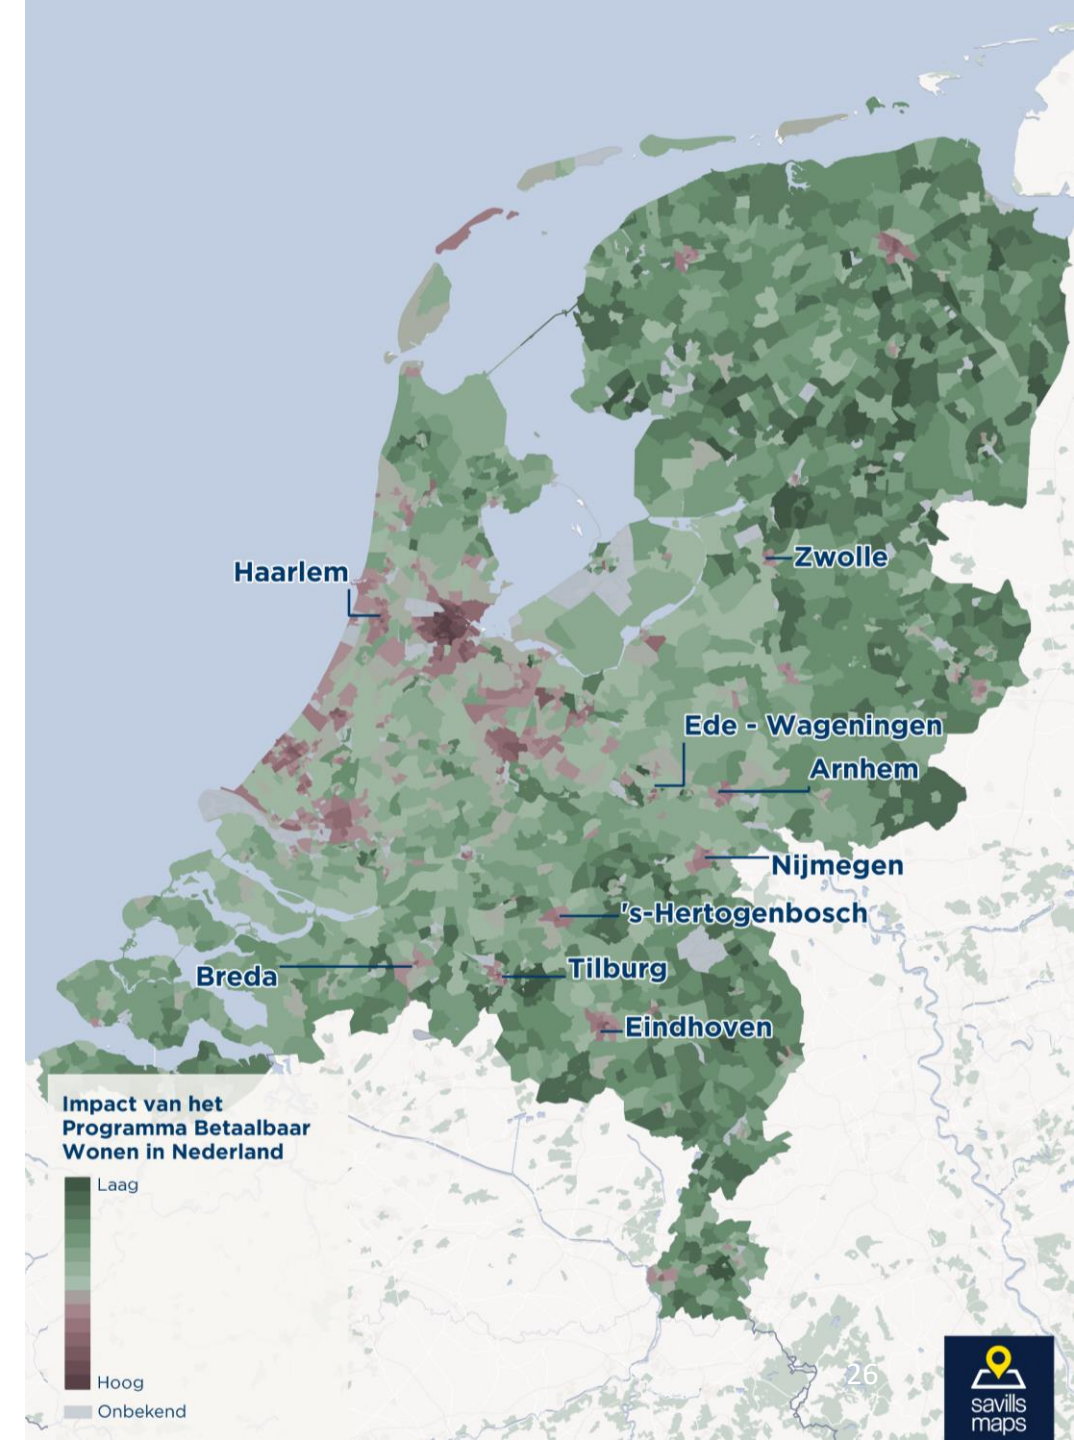 Haarlem
Zwolle
Ede - Wageningen
Arnhem
Nijmegen
's-Hertogenbosch
Breda
Tilburg
Eindhoven
Impact van het
Programma Betaalbaar
Wonen in Nederland
Laag
Hoog
Onbekend
26
savills
maps